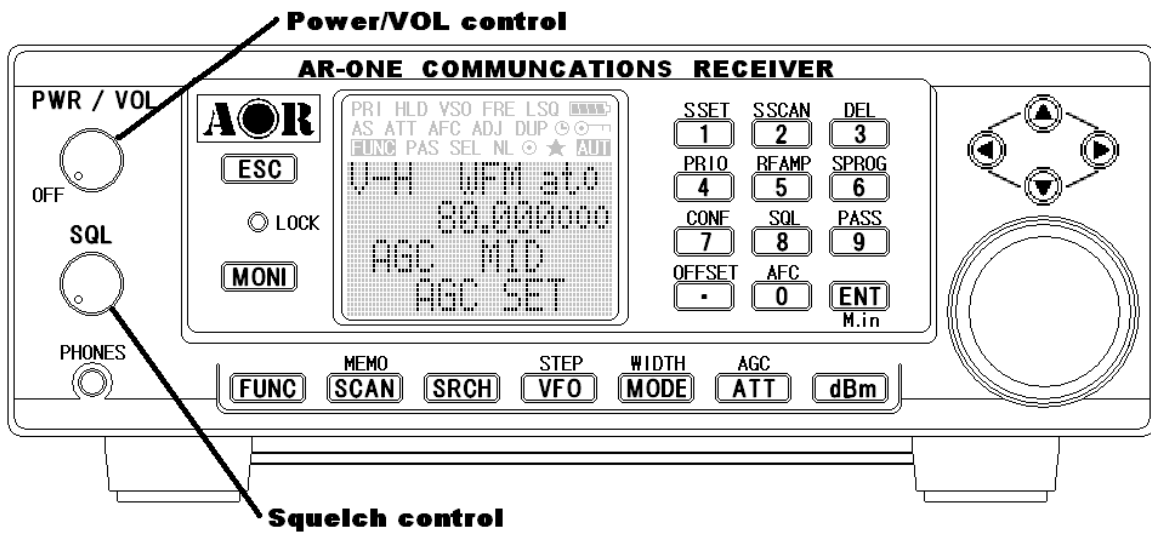 Power/VOL control
AR-ONE COMMUNCATIONS RECEIVER
PWR / VOL
OFF
SQL
PHONES
AOR
ESC
LOCK
MONI
PRI HLD VSO FRE LSQ
AS ATT AFC ADJ DUP
FUNC PAS SEL NL AUT
V-H WFM ato
80.000000
AGC MID
AGC SET
SSET SSCAN DEL
1 2 3
PRIO RFAMP SPROG
4 5 6
CONF SQL PASS
7 8 9
OFFSET AFC
. 0 ENT
M.in
MEMO STEP WIDTH AGC
FUNC SCAN SRCH VFO MODE ATT dBm
Squelch control